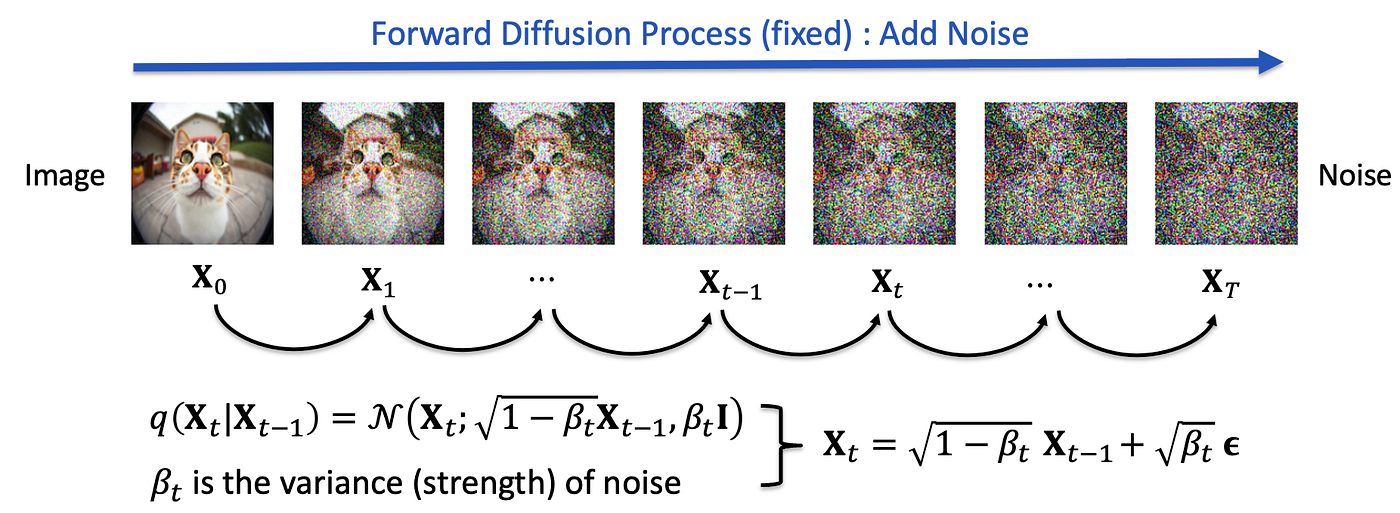 Forward Diffusion Process (fixed) : Add Noise
Image
Noise
X₀ X₁ ... Xₜ₋₁ Xₜ ... X_T
q(Xₜ|Xₜ₋₁) = 𝒩(Xₜ; √(1 − βₜ)Xₜ₋₁, βₜI)
βₜ is the variance (strength) of noise
Xₜ = √(1 − βₜ) Xₜ₋₁ + √βₜ ϵ